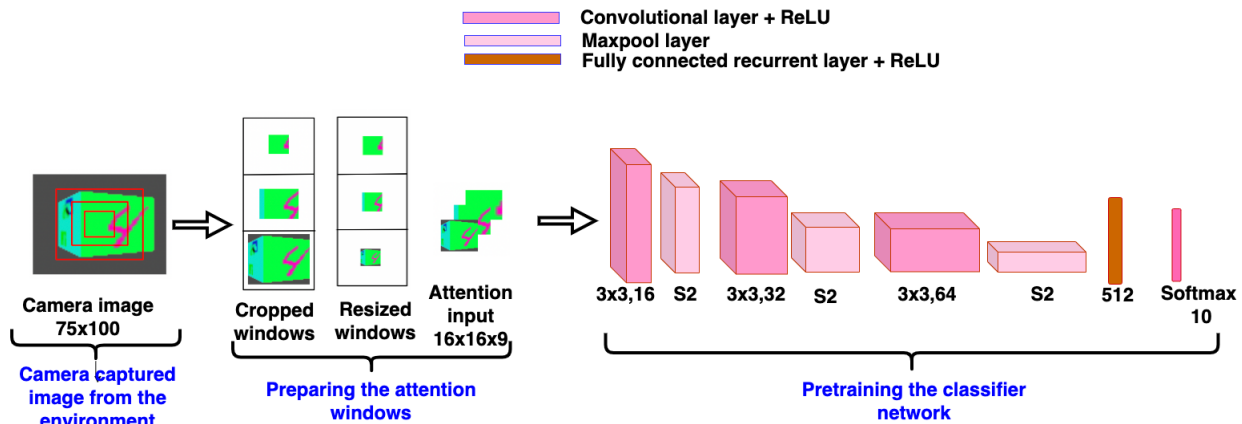 Convolutional layer + ReLU
Maxpool layer
Fully connected recurrent layer + ReLU
Camera image
75x100
Cropped
windows
Resized
windows
Attention
input
16x16x9
3x3,16
S2
3x3,32
S2
3x3,64
S2
512
Softmax
10
Camera captured
image from the
environment
Preparing the attention
windows
Pretraining the classifier
network